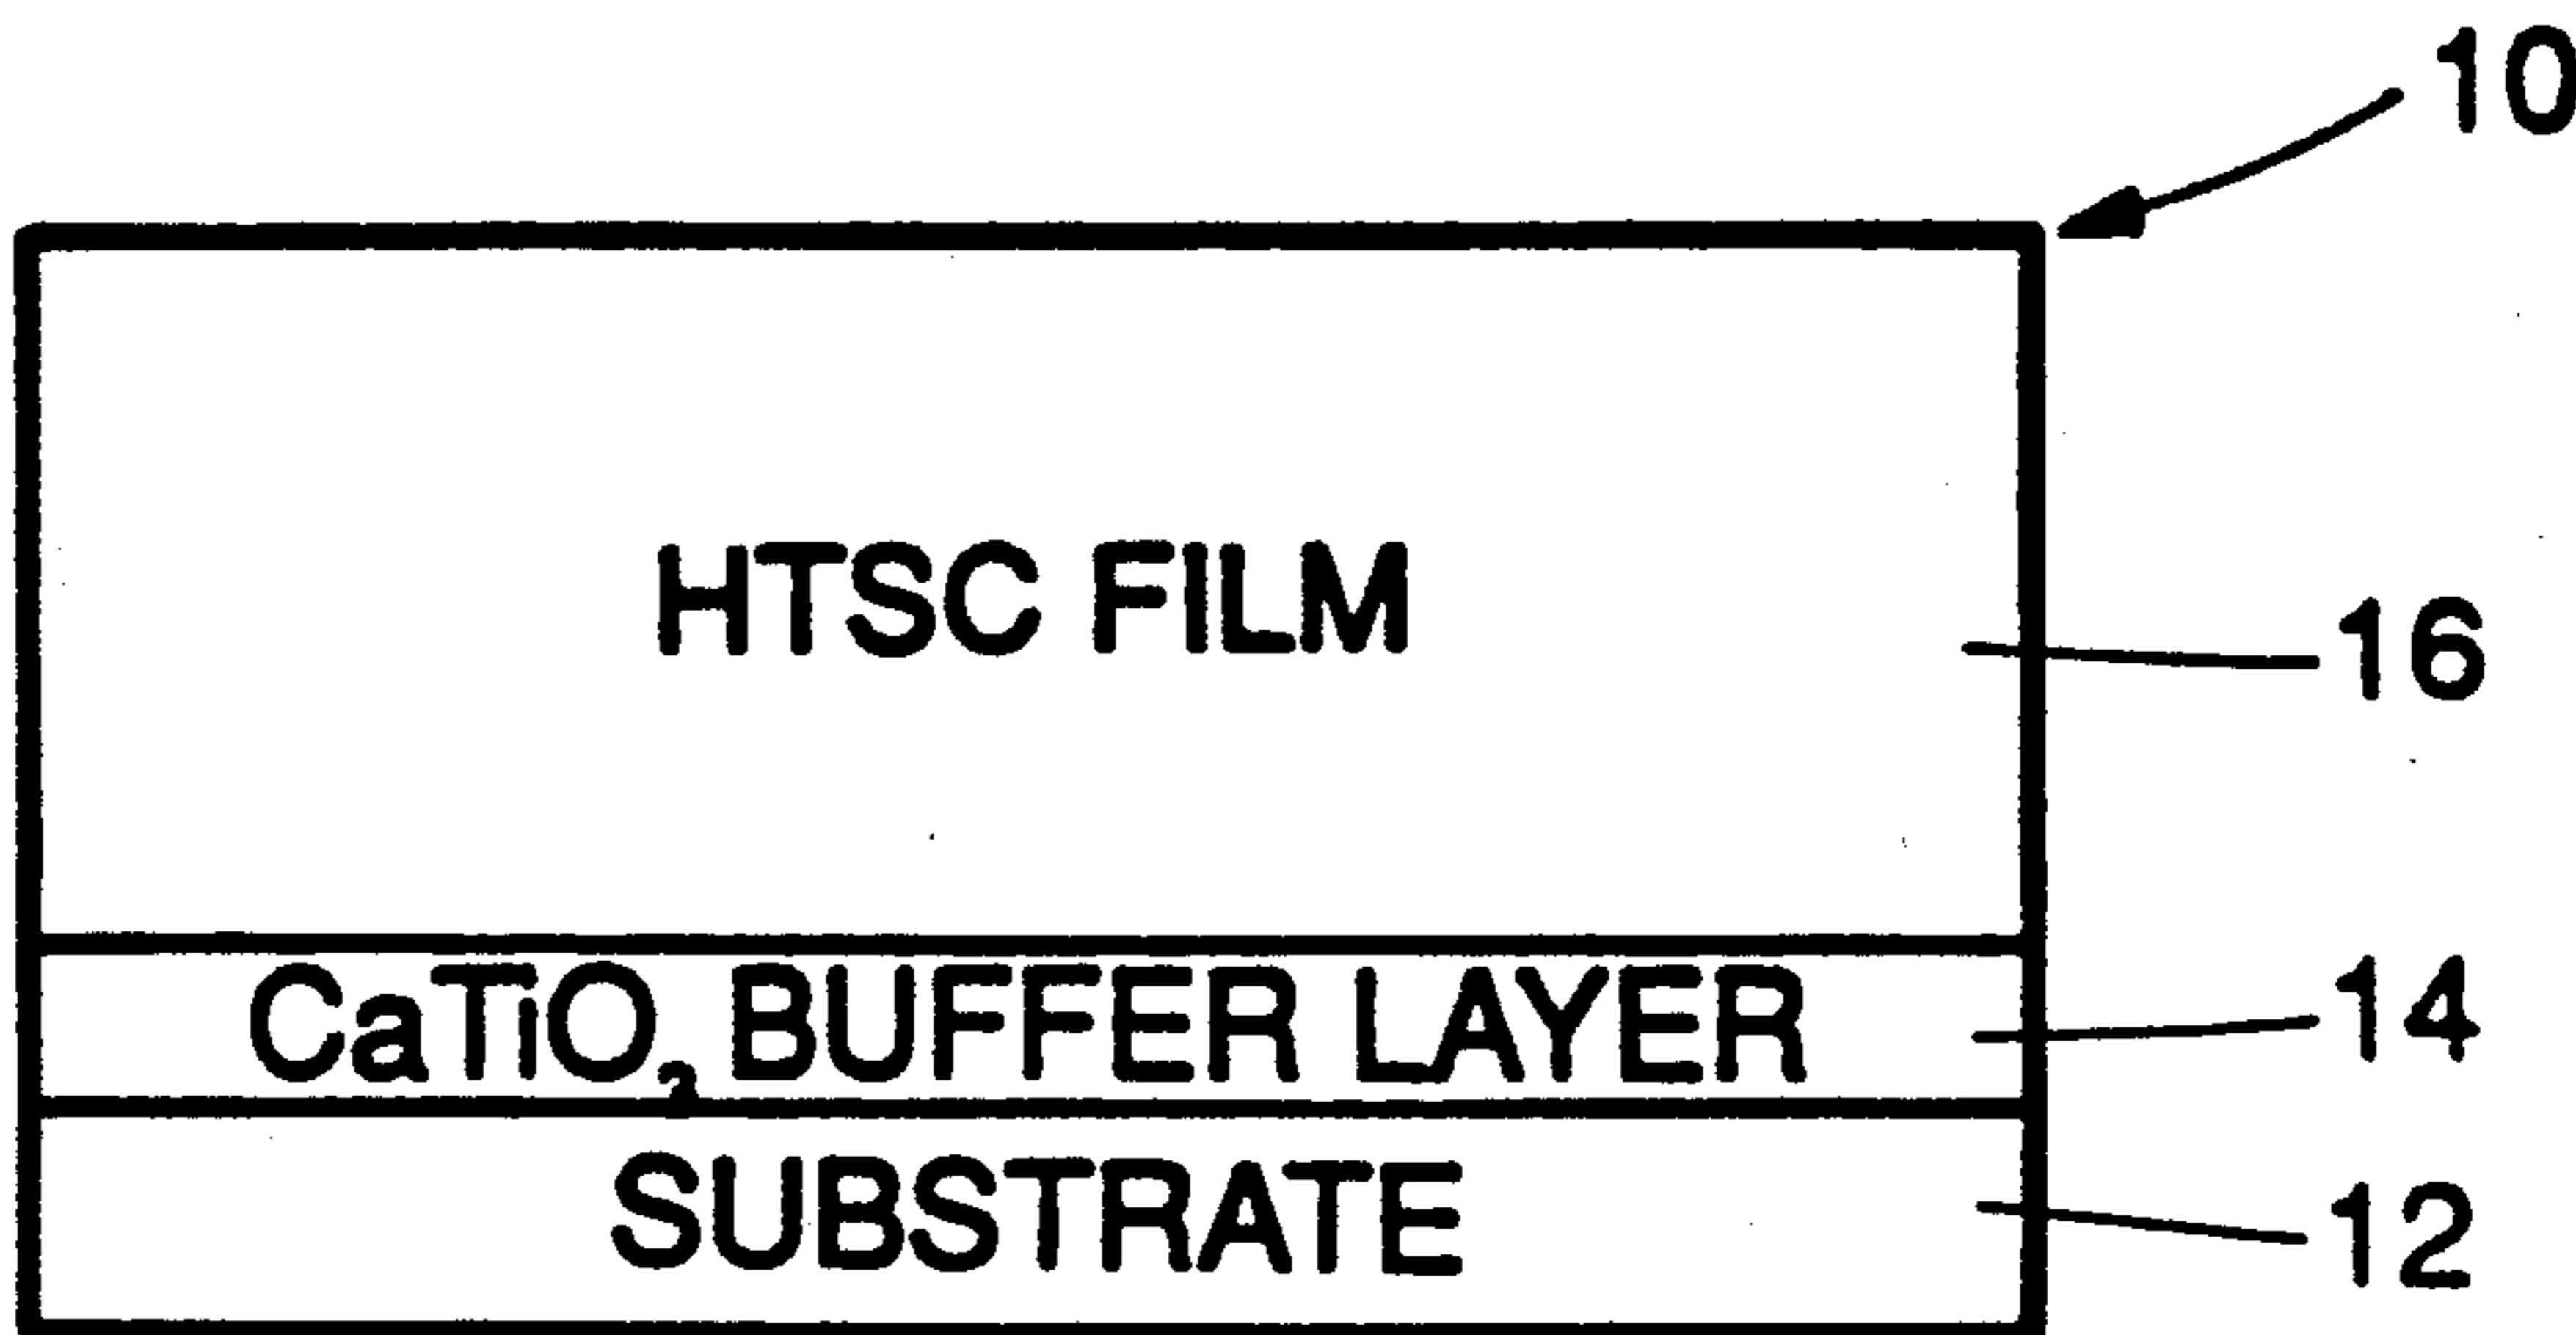 10
HTSC FILM
16
CaTiO₃ BUFFER LAYER
14
SUBSTRATE
12